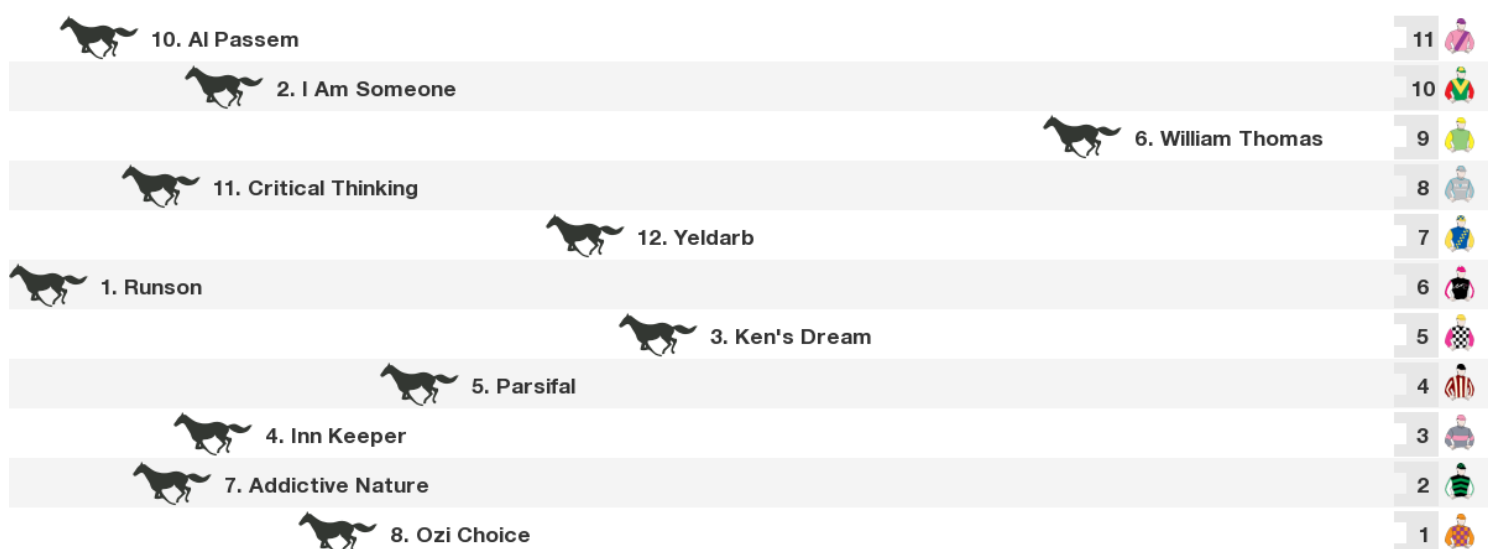 10. Al Passem 11
2. I Am Someone 10
6. William Thomas 9
11. Critical Thinking 8
12. Yeldarb 7
1. Runson 6
3. Ken's Dream 5
5. Parsifal 4
4. Inn Keeper 3
7. Addictive Nature 2
8. Ozi Choice 1